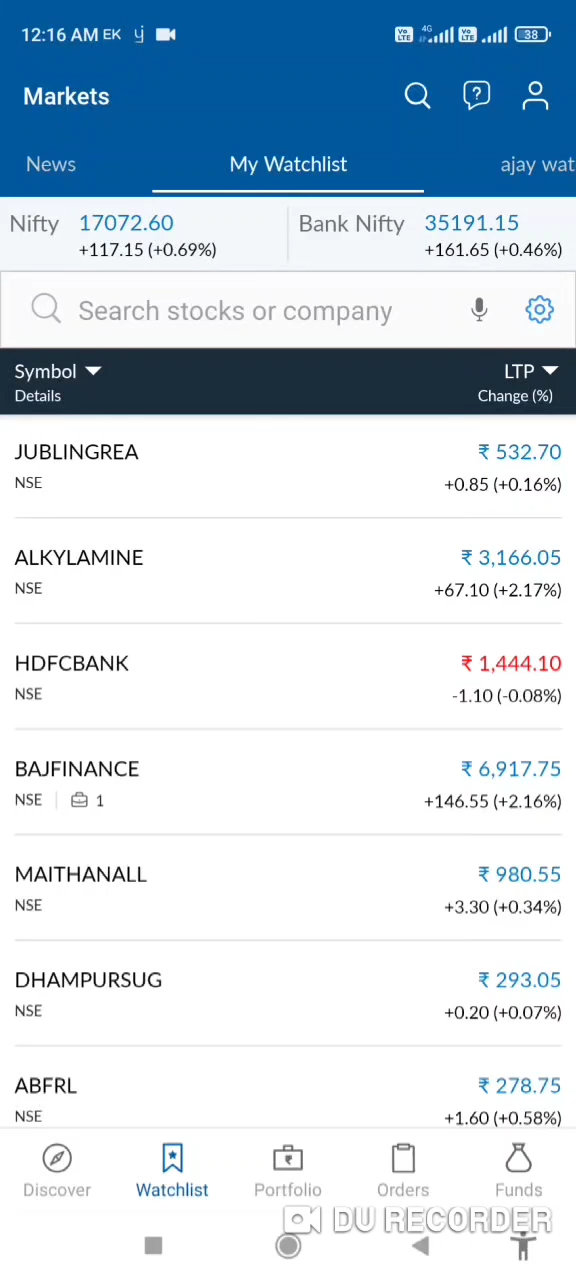 12:16 AM EK
Vo LTE 4G Vo LTE 38
Markets
News My Watchlist ajay wat
Nifty 17072.60 Bank Nifty 35191.15
+117.15 (+0.69%) +161.65 (+0.46%)
Search stocks or company
Symbol LTP
Details Change (%)
JUBLINGREA ₹ 532.70
NSE +0.85 (+0.16%)
ALKYLAMINE ₹ 3,166.05
NSE +67.10 (+2.17%)
HDFCBANK ₹ 1,444.10
NSE -1.10 (-0.08%)
BAJFINANCE ₹ 6,917.75
NSE 1 +146.55 (+2.16%)
MAITHANALL ₹ 980.55
NSE +3.30 (+0.34%)
DHAMPURSUG ₹ 293.05
NSE +0.20 (+0.07%)
ABFRL ₹ 278.75
NSE +1.60 (+0.58%)
Discover Watchlist Portfolio Orders Funds
DU RECORDER